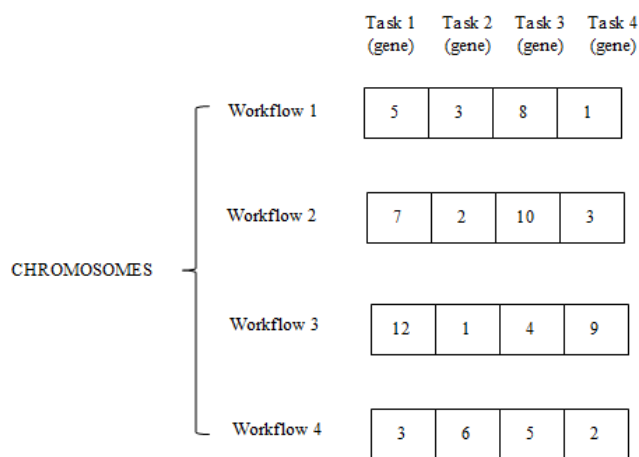 Task 1 Task 2 Task 3 Task 4
(gene) (gene) (gene) (gene)
Workflow 1 5 3 8 1
Workflow 2 7 2 10 3
CHROMOSOMES
Workflow 3 12 1 4 9
Workflow 4 3 6 5 2